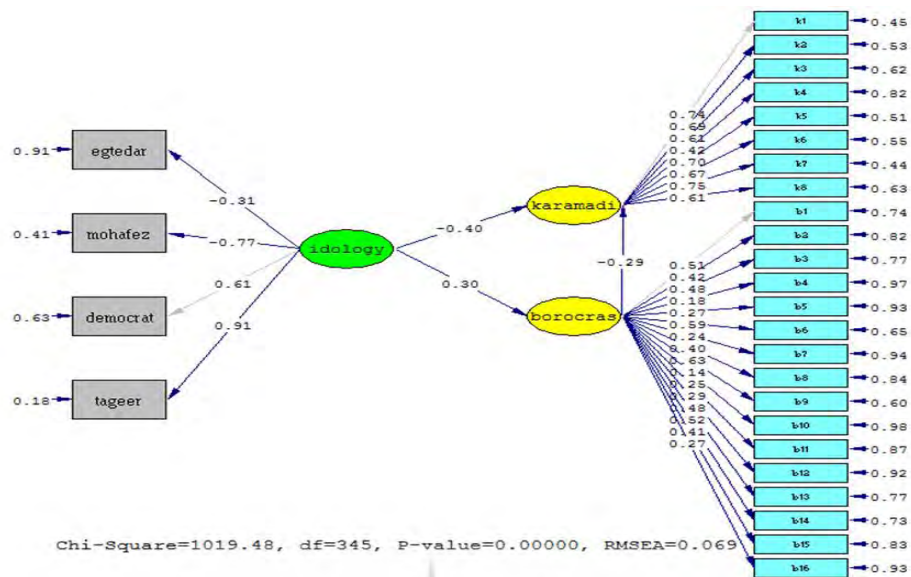 egtedar
mohafez
democrat
tageer
0.91
0.41
0.63
0.18
-0.31
-0.77
0.61
0.91
idology
-0.40
0.30
karamadi
-0.29
borocras
0.74
0.69
0.61
0.42
0.70
0.67
0.75
0.61
0.51
0.42
0.48
0.18
0.27
0.59
0.24
0.40
0.63
0.14
0.25
0.29
0.48
0.52
0.41
0.27
k1 0.45
k2 0.53
k3 0.62
k4 0.82
k5 0.51
k6 0.55
k7 0.44
k8 0.63
b1 0.74
b2 0.82
b3 0.77
b4 0.97
b5 0.93
b6 0.65
b7 0.94
b8 0.84
b9 0.60
b10 0.98
b11 0.87
b12 0.92
b13 0.77
b14 0.73
b15 0.83
b16 0.93
Chi-Square=1019.48, df=345, P-value=0.00000, RMSEA=0.069